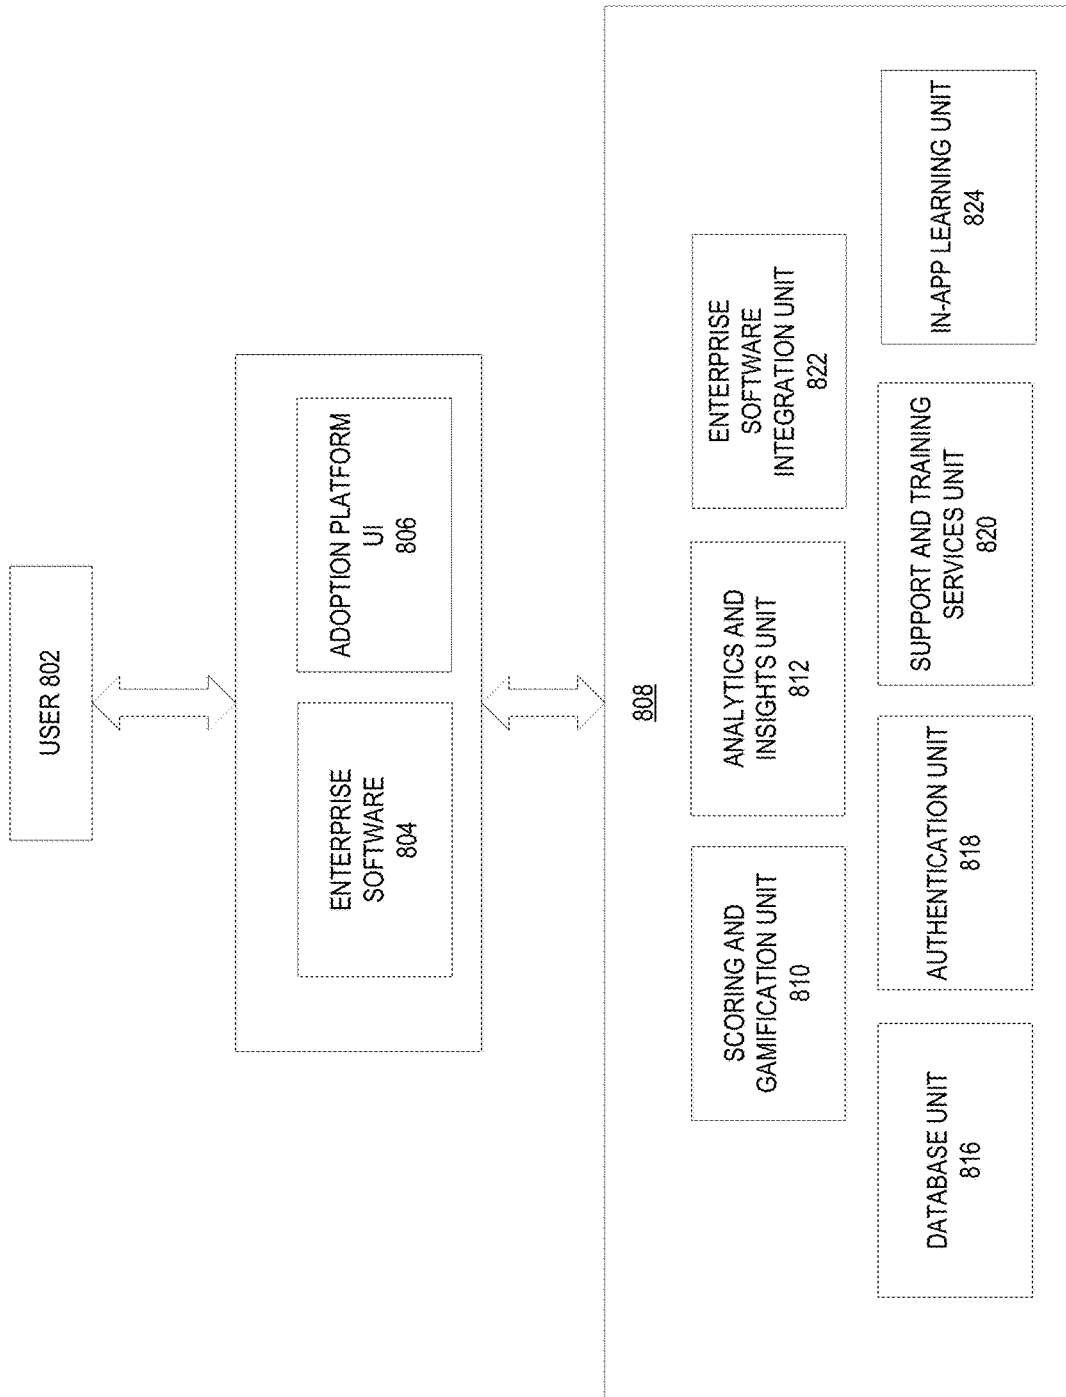 USER 802
ENTERPRISE
SOFTWARE
804
ADOPTION PLATFORM
UI
806
808
SCORING AND
GAMIFICATION UNIT
810
ANALYTICS AND
INSIGHTS UNIT
812
ENTERPRISE
SOFTWARE
INTEGRATION UNIT
822
DATABASE UNIT
816
AUTHENTICATION UNIT
818
SUPPORT AND TRAINING
SERVICES UNIT
820
IN-APP LEARNING UNIT
824